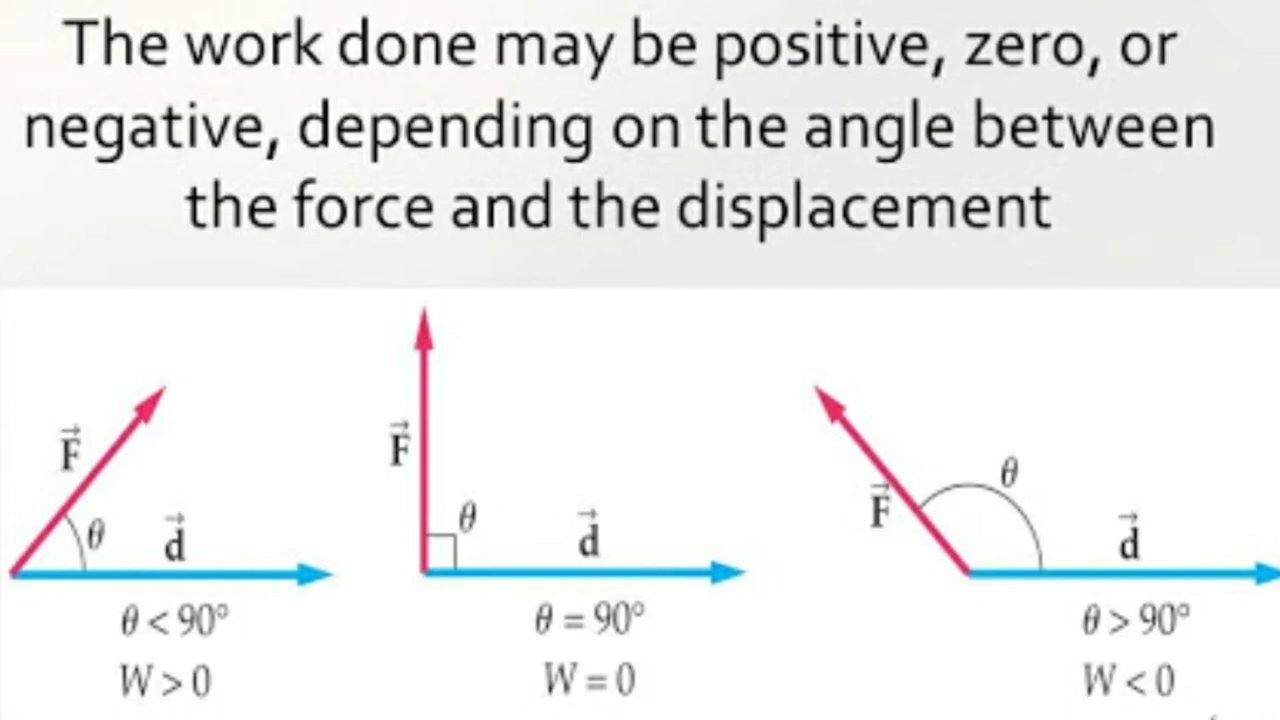 The work done may be positive, zero, or
negative, depending on the angle between
the force and the displacement
F⃗
θ
d⃗
θ < 90°
W > 0
F⃗
θ
d⃗
θ = 90°
W = 0
F⃗
θ
d⃗
θ > 90°
W < 0